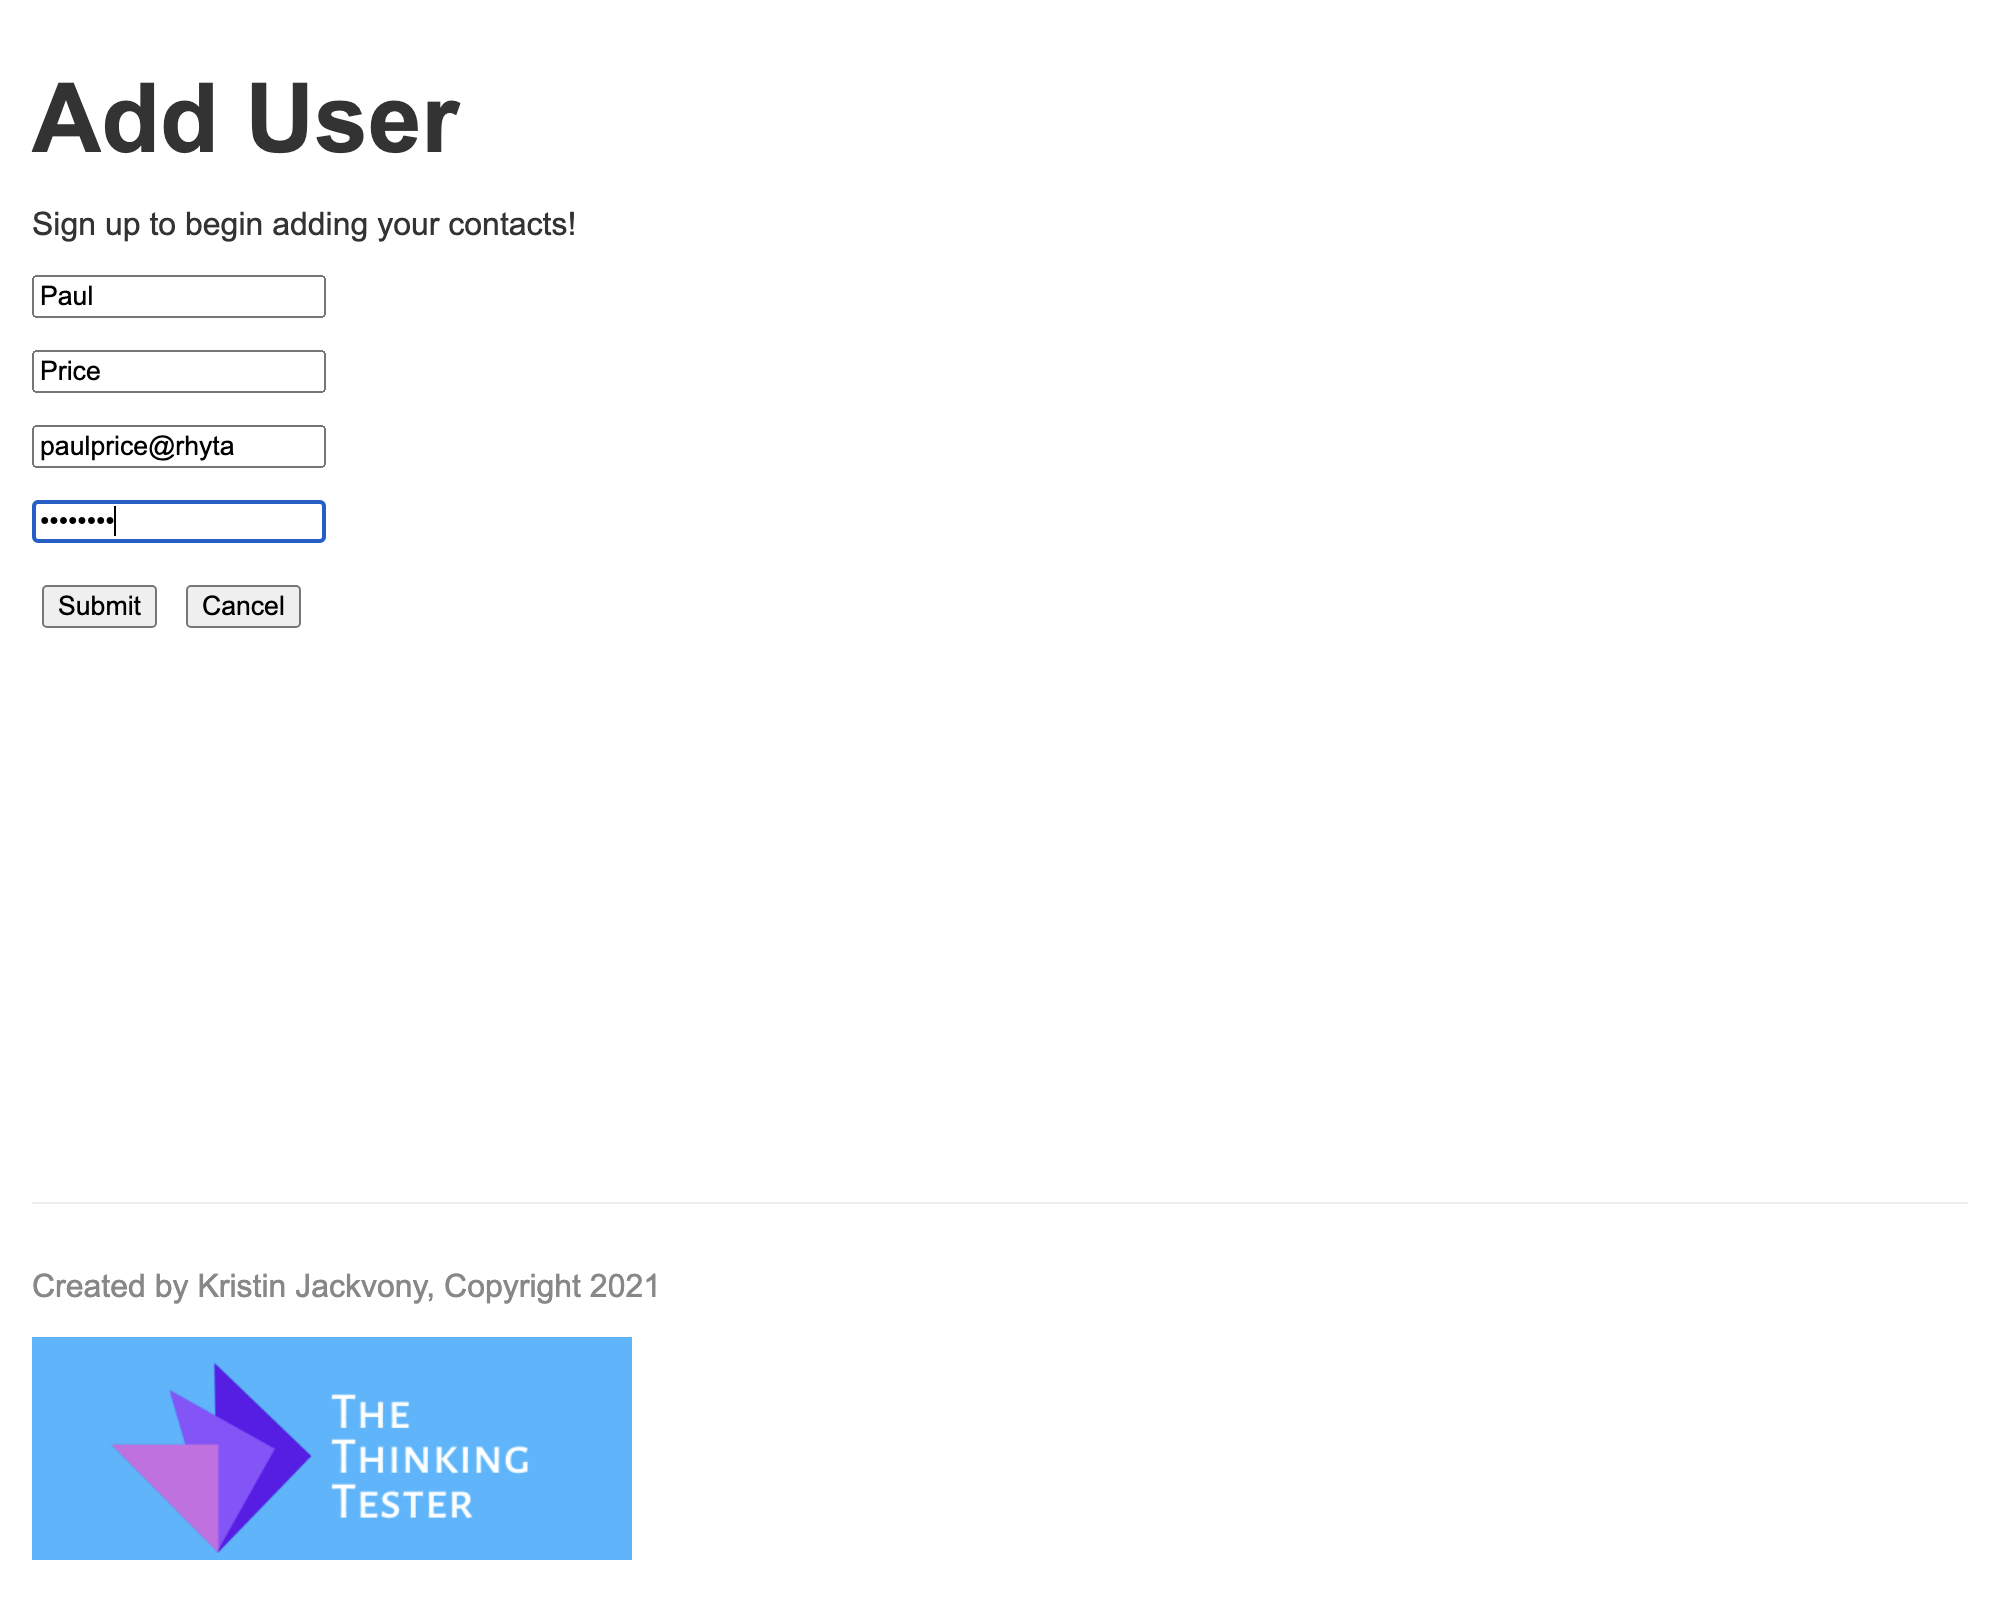 Add User
Sign up to begin adding your contacts!
Paul
Price
paulprice@rhyta
••••••••
Submit Cancel
Created by Kristin Jackvony, Copyright 2021
THE
THINKING
TESTER